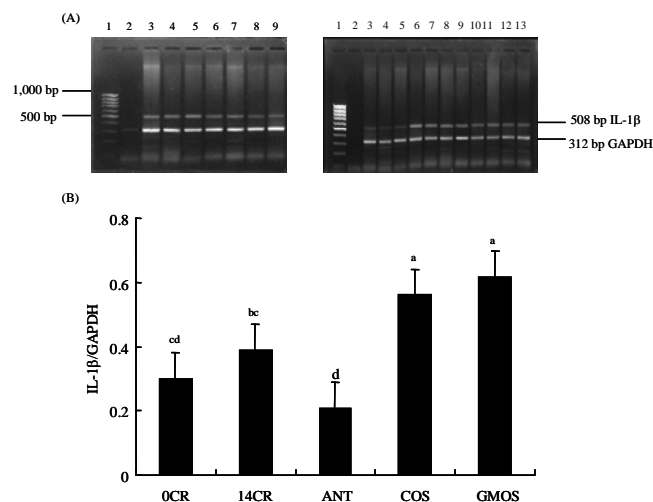 (A)
1 2 3 4 5 6 7 8 9
1 2 3 4 5 6 7 8 9 10 11 12 13
1,000 bp
500 bp
508 bp IL-1β
312 bp GAPDH
(B)
IL-1β/GAPDH
0.8
0.6
0.4
0.2
0
cd
bc
d
a
a
0CR 14CR ANT COS GMOS